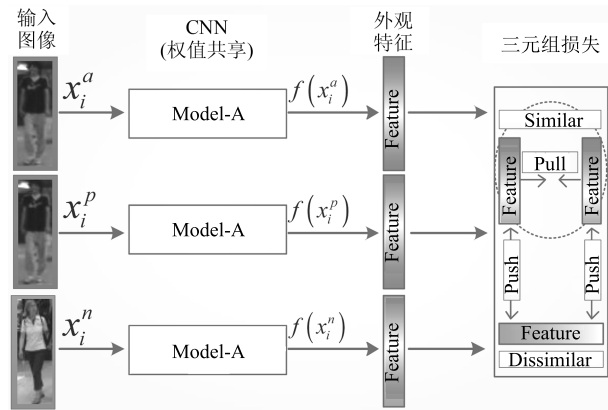 输入
图像
CNN
(权值共享)
外观
特征
三元组损失
x_i^a
Model-A
f(x_i^a)
Feature
x_i^p
Model-A
f(x_i^p)
Feature
x_i^n
Model-A
f(x_i^n)
Feature
Similar
Feature
Pull
Feature
Push
Push
Feature
Dissimilar